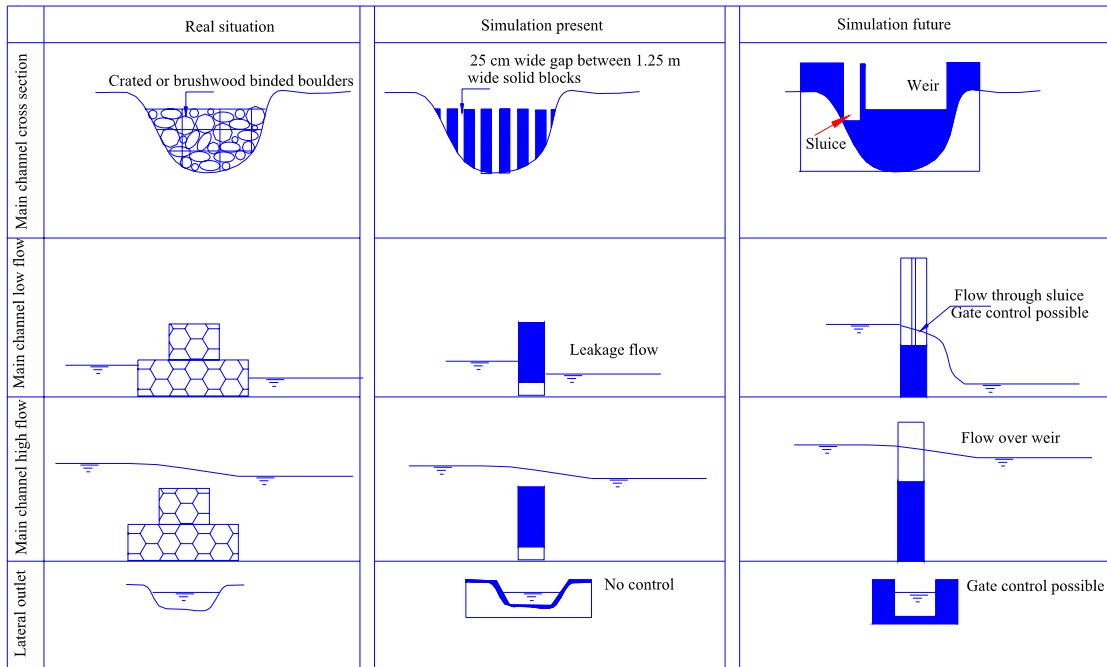 Real situation
Simulation present
Simulation future
Main channel cross section
Crated or brushwood binded boulders
25 cm wide gap between 1.25 m
wide solid blocks
Weir
Sluice
Main channel low flow
Leakage flow
Flow through sluice
Gate control possible
Main channel high flow
Flow over weir
Lateral outlet
No control
Gate control possible